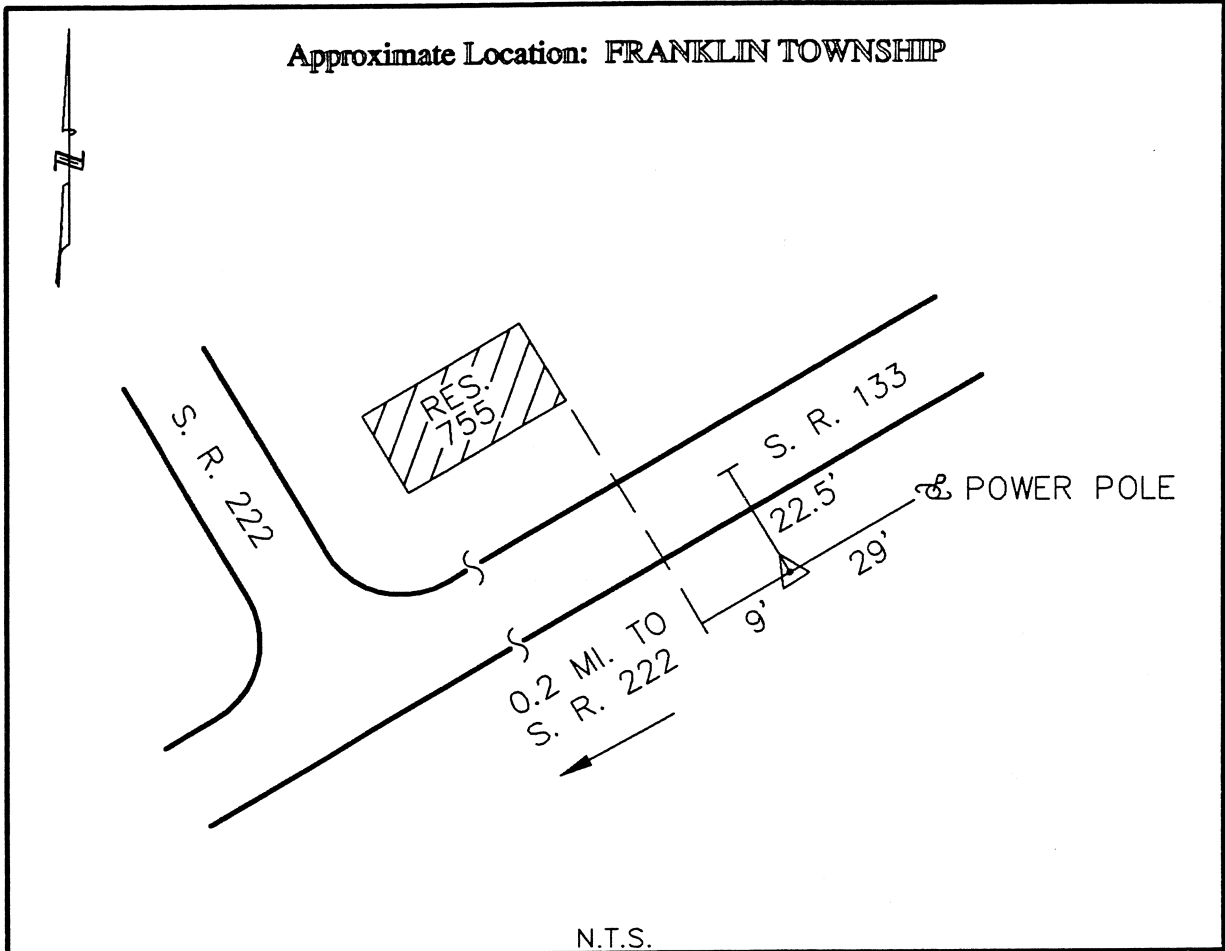 Approximate Location: FRANKLIN TOWNSHIP
N
RES.
755
S. R. 222
S. R. 133
22.5'
POWER POLE
29'
9'
0.2 MI. TO
S. R. 222
N.T.S.